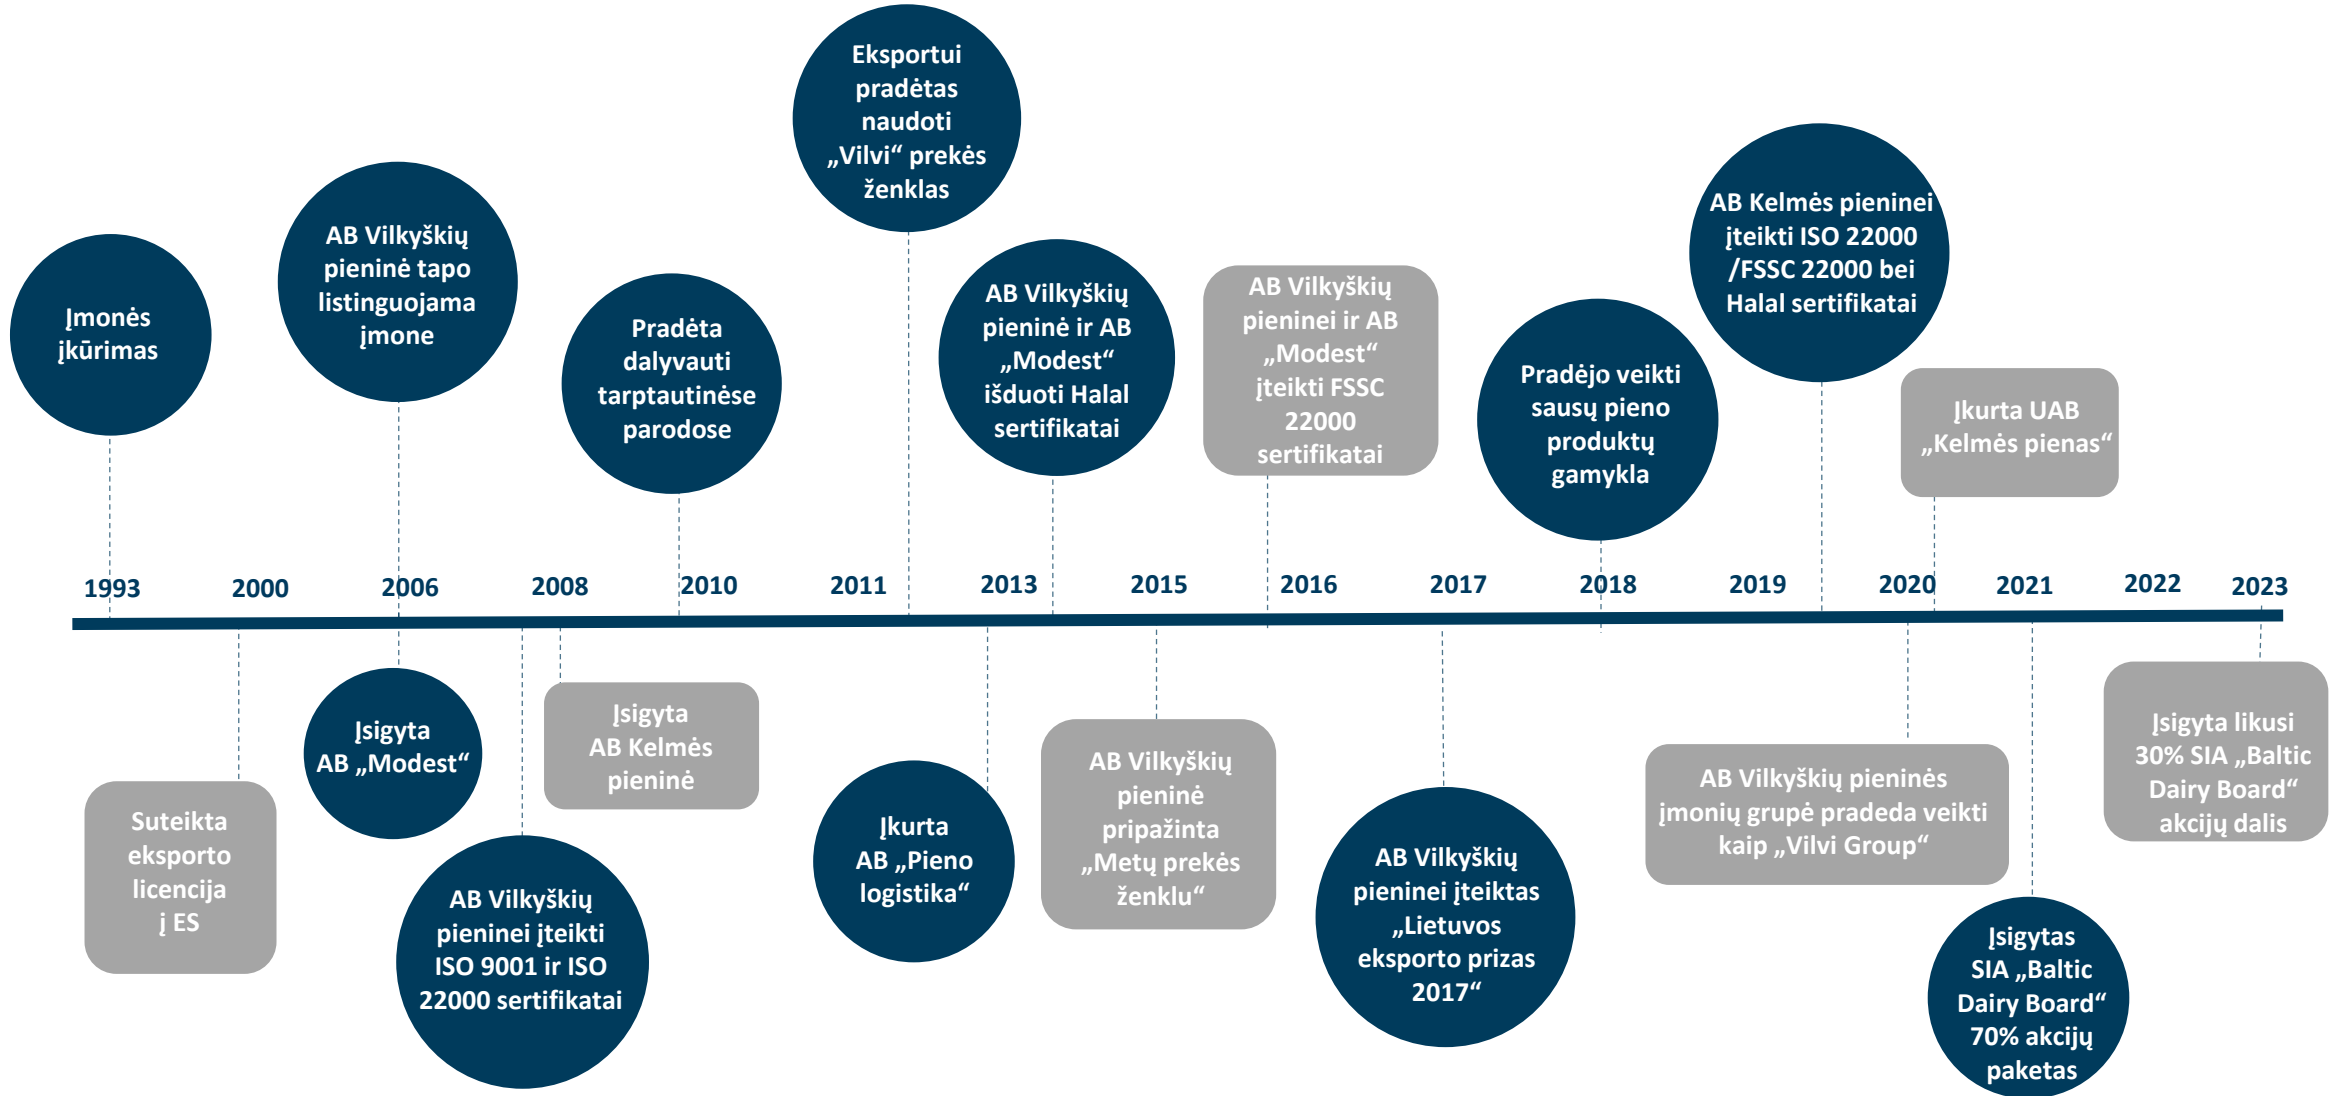 Eksportui
pradėtas
naudoti
„Vilvi“ prekės
ženklas
AB Vilkyškių
pieninė tapo
listinguojama
įmone
AB Kelmės pieninei
įteikti ISO 22000
/FSSC 22000 bei
Halal sertifikatai
Įmonės
įkūrimas
Pradėta
dalyvauti
tarptautinėse
parodose
AB Vilkyškių
pieninė ir AB
„Modest“
išduoti Halal
sertifikatai
AB Vilkyškių
pieninei ir AB
„Modest“
įteikti FSSC
22000
sertifikatai
Pradėjo veikti
sausų pieno
produktų
gamykla
Įkurta UAB
„Kelmės pienas“
1993
2000
2006
2008
2010
2011
2013
2015
2016
2017
2018
2019
2020
2021
2022
2023
Suteikta
eksporto
licencija
į ES
Įsigyta
AB „Modest“
AB Vilkyškių
pieninei įteikti
ISO 9001 ir ISO
22000 sertifikatai
Įsigyta
AB Kelmės
pieninė
Įkurta
AB „Pieno
logistika“
AB Vilkyškių
pieninė
pripažinta
„Metų prekės
ženklu“
AB Vilkyškių
pieninei įteiktas
„Lietuvos
eksporto prizas
2017“
AB Vilkyškių pieninės
įmonių grupė pradeda veikti
kaip „Vilvi Group“
Įsigytas
SIA „Baltic
Dairy Board“
70% akcijų
paketas
Įsigyta likusi
30% SIA „Baltic
Dairy Board“
akcijų dalis